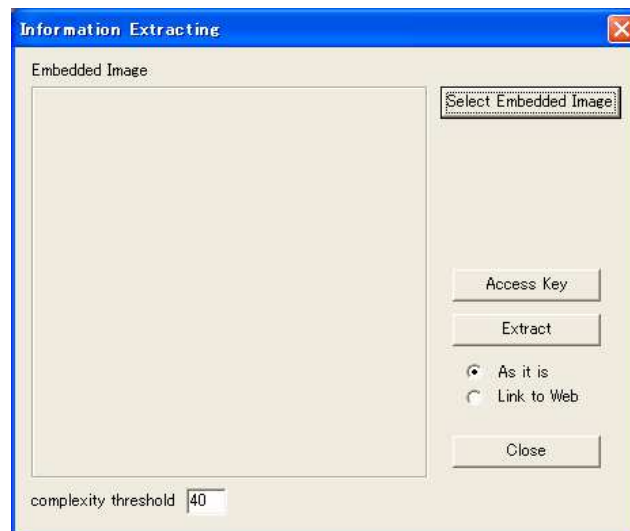 Information Extracting
Embedded Image
Select Embedded Image
Access Key
Extract
As it is
Link to Web
Close
complexity threshold 40